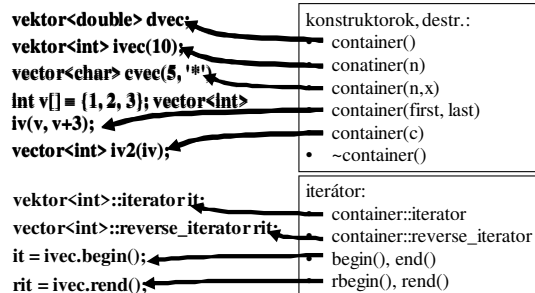 vektor<double> dvec;
vektor<int> ivec(10);
vector<char> cvec(5, '*')
int v[] = {1, 2, 3}; vector<int>
iv(v, v+3);
vector<int> iv2(iv);
konstruktorok, destr.:
container()
conatiner(n)
container(n,x)
container(first, last)
container(c)
• ~container()
vektor<int>::iterator it;
vector<int>::reverse_iterator rit;
it = ivec.begin();
rit = ivec.rend();
iterátor:
container::iterator
container::reverse_iterator
begin(), end()
rbegin(), rend()